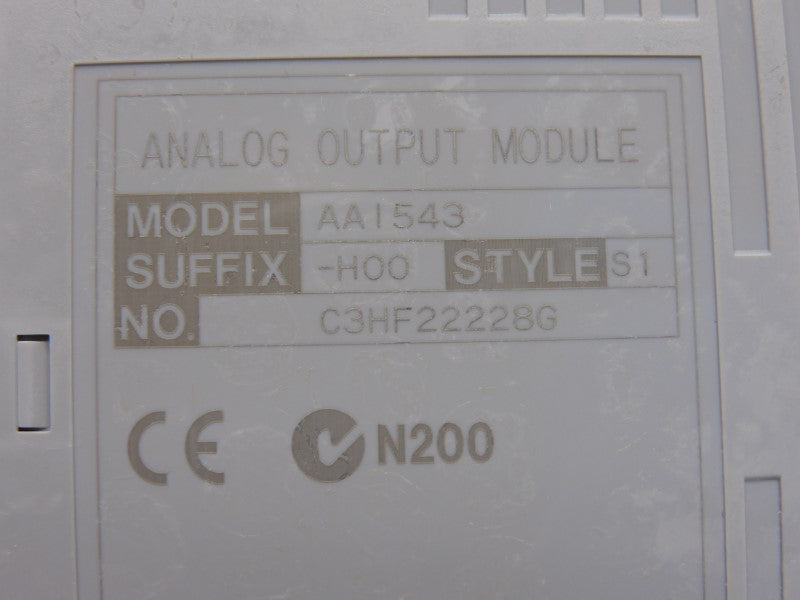 ANALOG OUTPUT MODULE
MODEL AAI543
SUFFIX -H00 STYLE S1
NO. C3HF22228G
CE N200